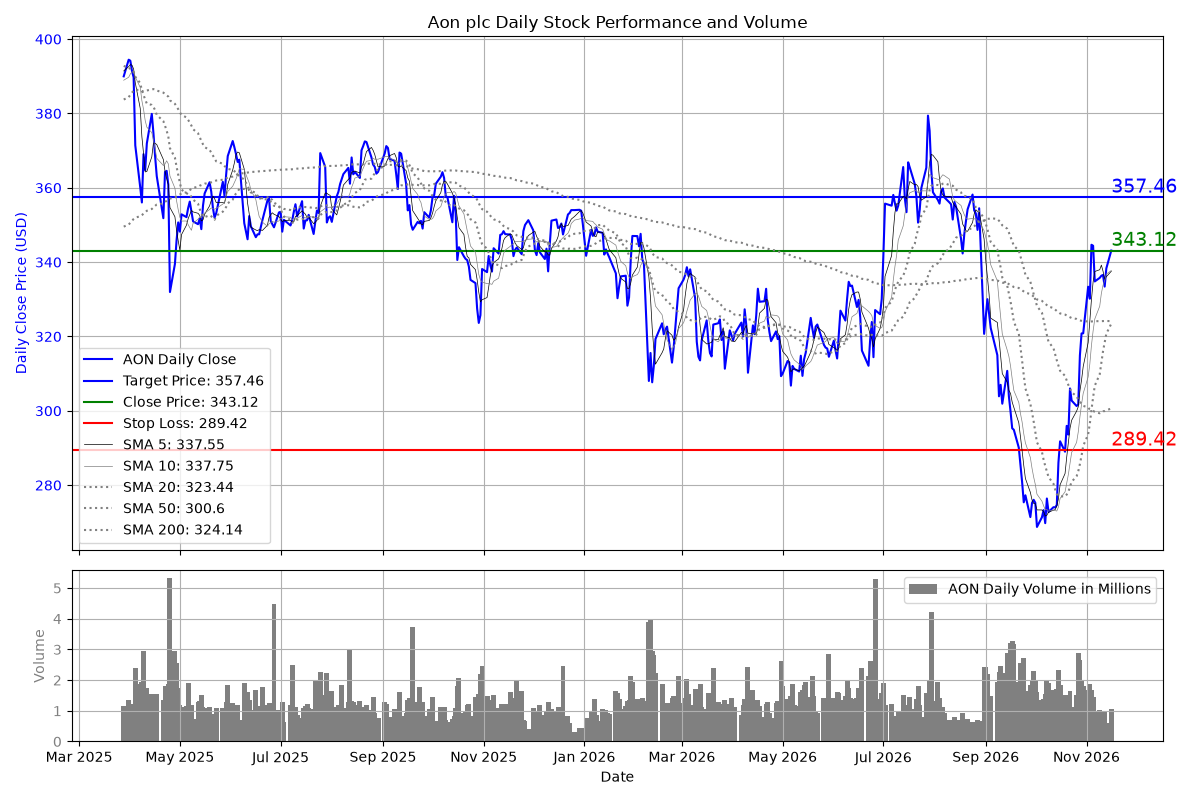 Aon plc Daily Stock Performance and Volume
400
380
360
340
320
300
280
Daily Close Price (USD)
357.46
343.12
289.42
AON Daily Close
Target Price: 357.46
Close Price: 343.12
Stop Loss: 289.42
SMA 5: 337.55
SMA 10: 337.75
SMA 20: 323.44
SMA 50: 300.6
SMA 200: 324.14
5
4
3
2
1
0
Volume
AON Daily Volume in Millions
Mar 2025 May 2025 Jul 2025 Sep 2025 Nov 2025 Jan 2026 Mar 2026 May 2026 Jul 2026 Sep 2026 Nov 2026
Date